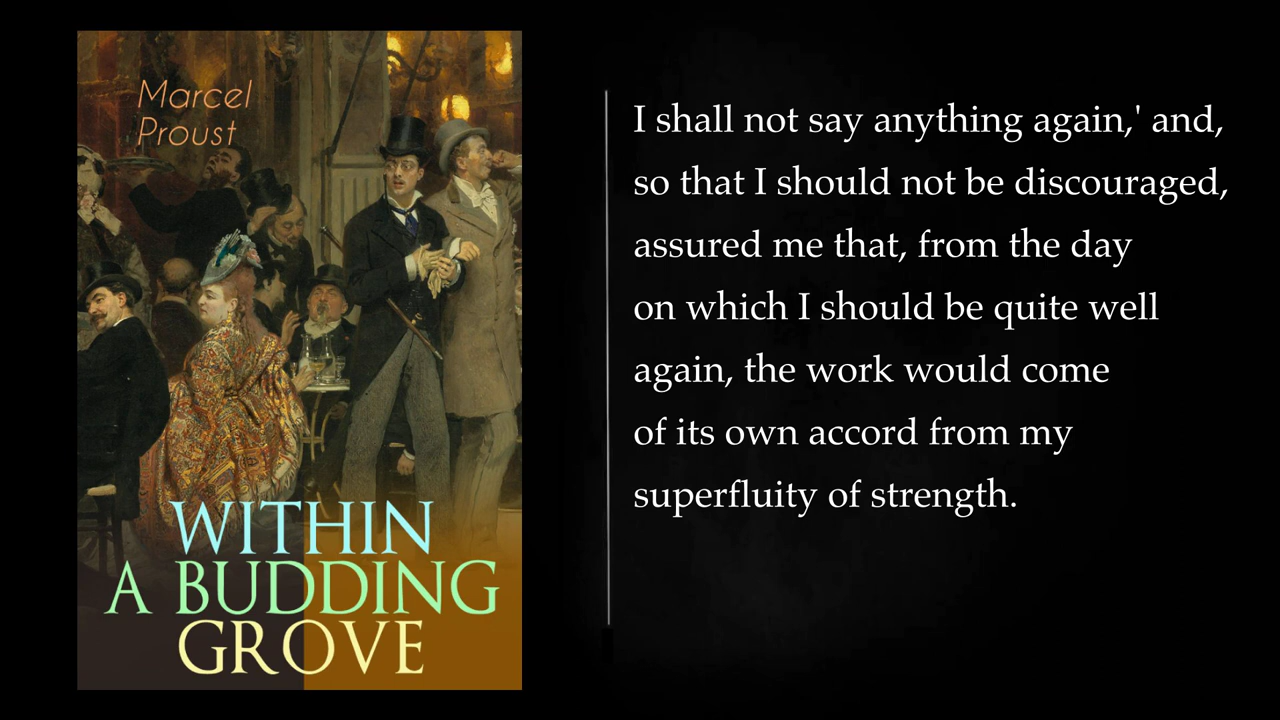 Marcel
Proust
WITHIN
A BUDDING
GROVE
I shall not say anything again,' and,
so that I should not be discouraged,
assured me that, from the day
on which I should be quite well
again, the work would come
of its own accord from my
superfluity of strength.